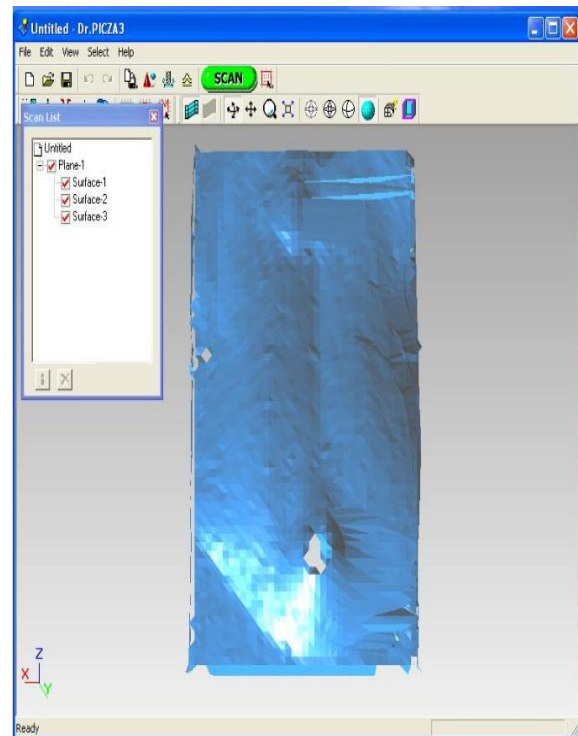 Untitled - Dr.PICZA3
File Edit View Select Help
SCAN
Scan List
Untitled
Plane-1
Surface-1
Surface-2
Surface-3
Z
X
Y
Ready